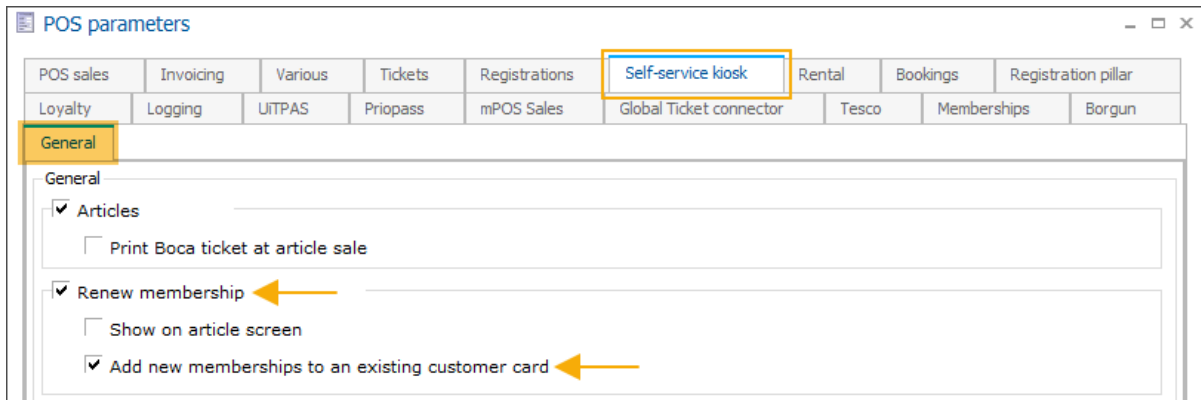 POS parameters
POS sales Invoicing Various Tickets Registrations Self-service kiosk Rental Bookings Registration pillar
Loyalty Logging UiTPAS Priopass mPOS Sales Global Ticket connector Tesco Memberships Borgun
General
General
Articles
Print Boca ticket at article sale
Renew membership
Show on article screen
Add new memberships to an existing customer card